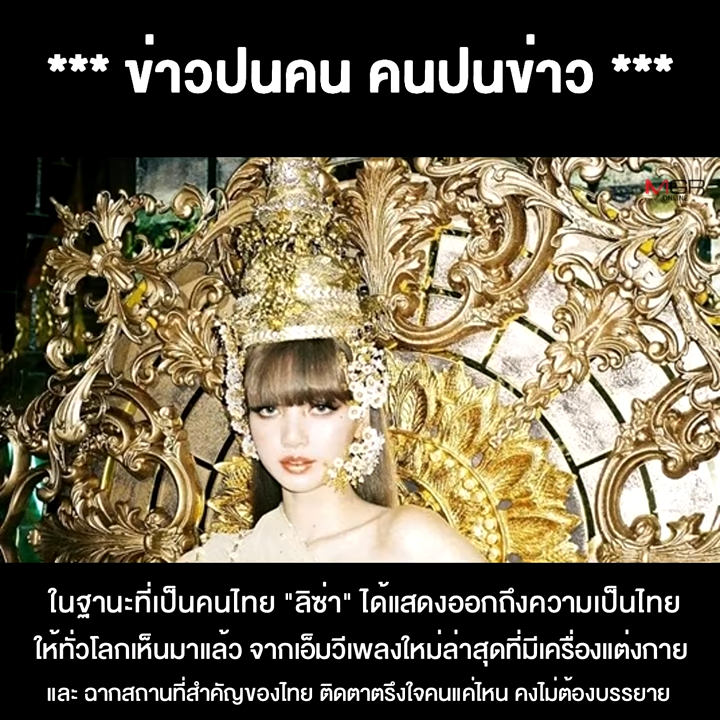 *** ข่าวปนคน คนปนข่าว ***
MGR
ONLINE
ในฐานะที่เป็นคนไทย "ลิซ่า" ได้แสดงออกถึงความเป็นไทย
ให้ทั่วโลกเห็นมาแล้ว จากเอ็มวีเพลงใหม่ล่าสุดที่มีเครื่องแต่งกาย
และ ฉากสถานที่สำคัญของไทย ติดตาตรึงใจคนแค่ไหน คงไม่ต้องบรรยาย